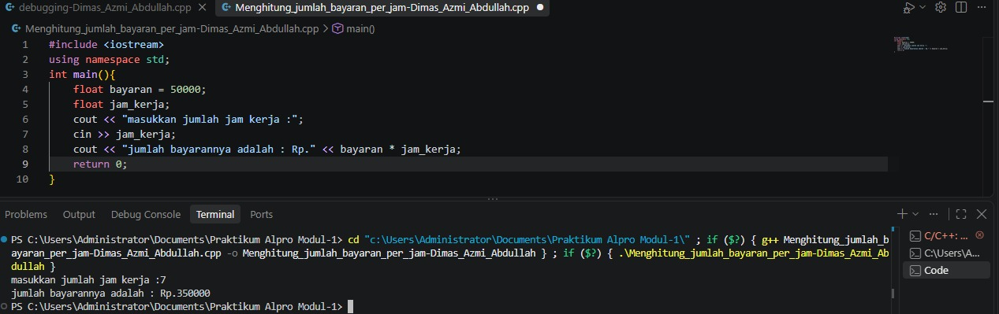 debugging-Dimas_Azmi_Abdullah.cpp
Menghitung_jumlah_bayaran_per_jam-Dimas_Azmi_Abdullah.cpp
Menghitung_jumlah_bayaran_per_jam-Dimas_Azmi_Abdullah.cpp > main()
1 #include <iostream>
2 using namespace std;
3 int main(){
4     float bayaran = 50000;
5     float jam_kerja;
6     cout << "masukkan jumlah jam kerja :";
7     cin >> jam_kerja;
8     cout << "jumlah bayarannya adalah : Rp." << bayaran * jam_kerja;
9     return 0;
10 }
Problems Output Debug Console Terminal Ports
PS C:\Users\Administrator\Documents\Praktikum Alpro Modul-1> cd "c:\Users\Administrator\Documents\Praktikum Alpro Modul-1\" ; if ($?) { g++ Menghitung_jumlah_b
ayaran_per_jam-Dimas_Azmi_Abdullah.cpp -o Menghitung_jumlah_bayaran_per_jam-Dimas_Azmi_Abdullah } ; if ($?) { .\Menghitung_jumlah_bayaran_per_jam-Dimas_Azmi_Ab
dullah }
masukkan jumlah jam kerja :7
jumlah bayarannya adalah : Rp.350000
PS C:\Users\Administrator\Documents\Praktikum Alpro Modul-1>
C/C++: ...
C:\Users\A...
Code